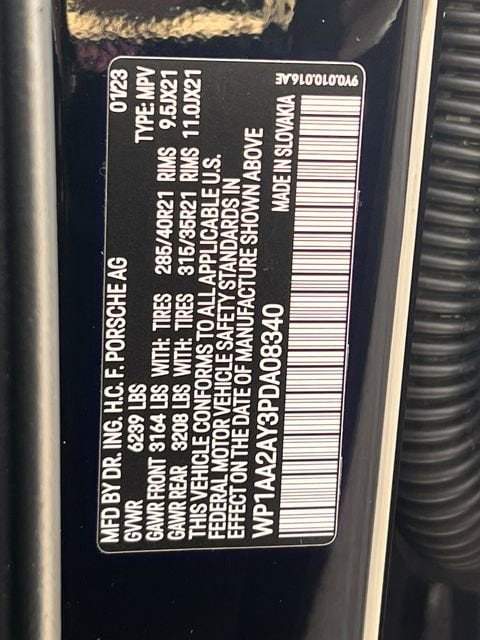 MFD BY DR. ING. H.C. F. PORSCHE AG 01/23
GVWR 6239 LBS TYPE: MPV
GAWR FRONT 3164 LBS WITH: TIRES 285/40R21 RIMS 9.5JX21
GAWR REAR 3208 LBS WITH: TIRES 315/35R21 RIMS 11.0JX21
THIS VEHICLE CONFORMS TO ALL APPLICABLE U.S.
FEDERAL MOTOR VEHICLE SAFETY STANDARDS IN
EFFECT ON THE DATE OF MANUFACTURE SHOWN ABOVE
WP1AA2AY3PDA08340 MADE IN SLOVAKIA
9Y0.010.016.AE